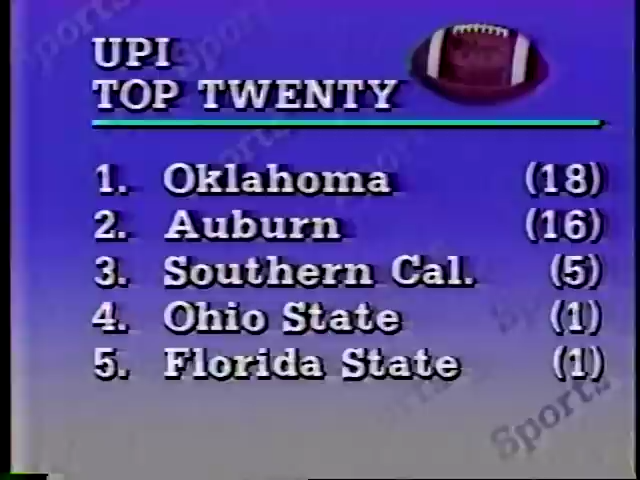 UPI
TOP TWENTY
1. Oklahoma (18)
2. Auburn (16)
3. Southern Cal. (5)
4. Ohio State (1)
5. Florida State (1)
Sports